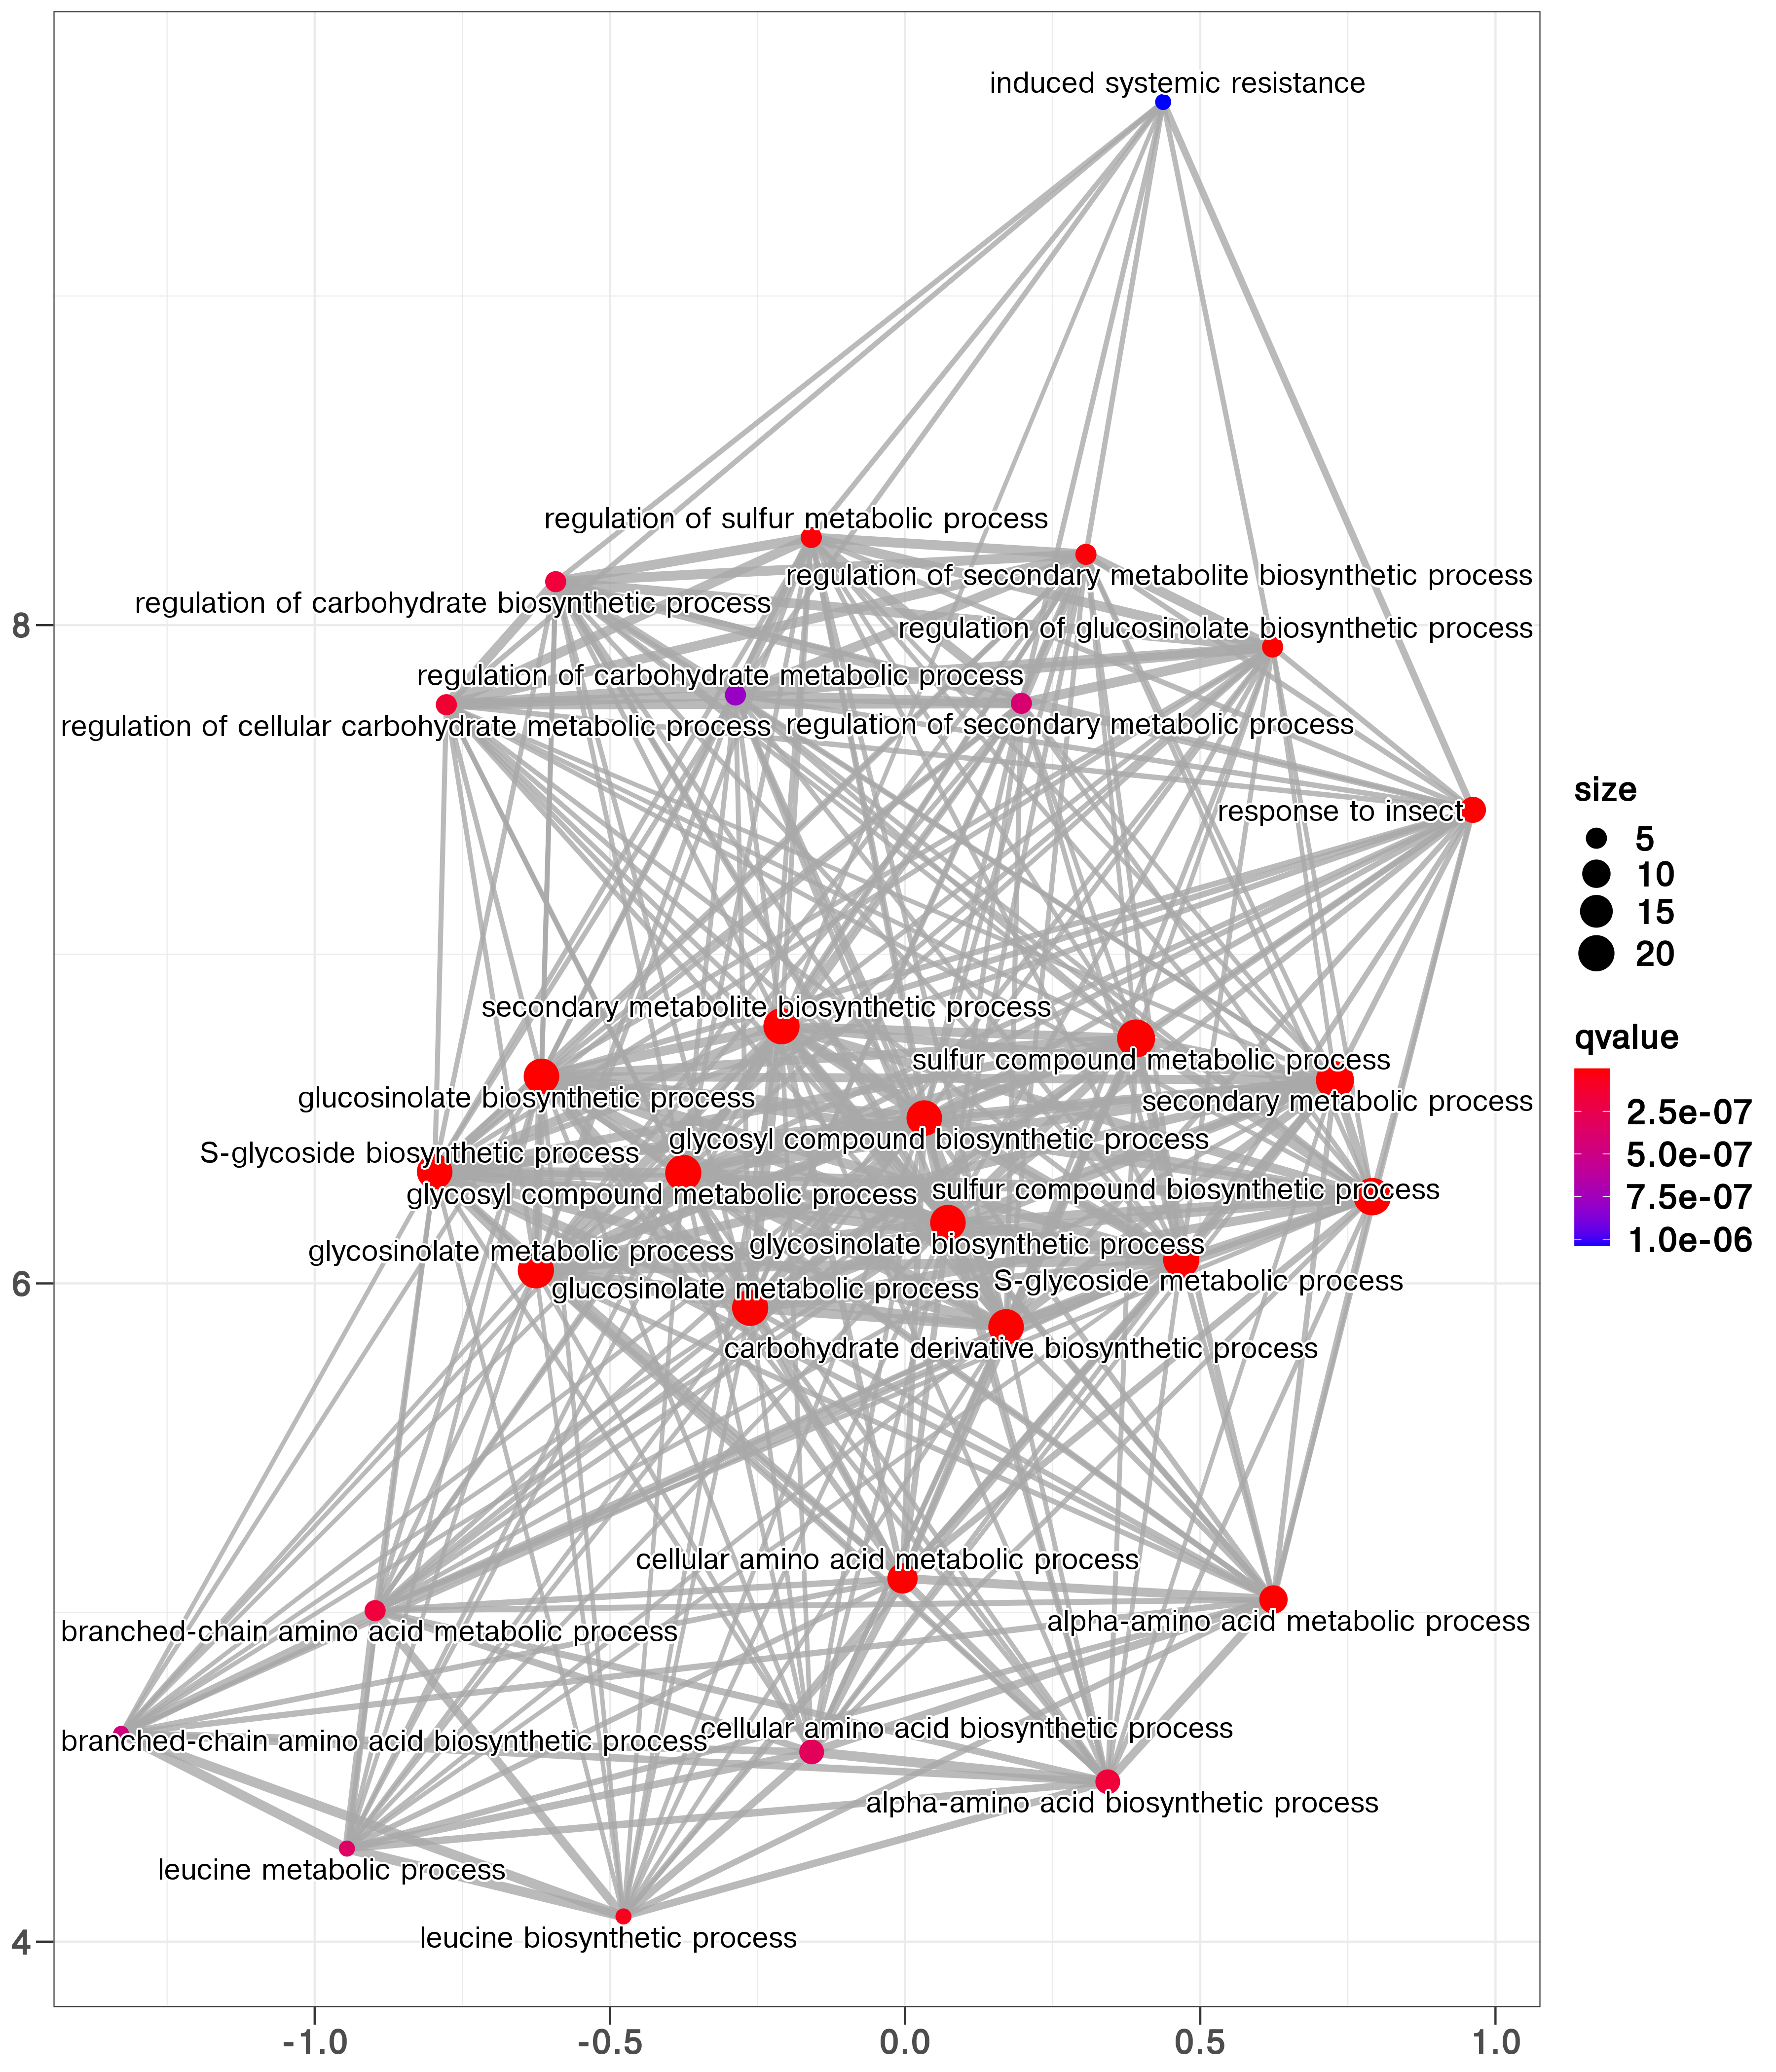 induced systemic resistance
regulation of sulfur metabolic process
regulation of secondary metabolite biosynthetic process
regulation of carbohydrate biosynthetic process
regulation of glucosinolate biosynthetic process
regulation of carbohydrate metabolic process
regulation of cellular carbohydrate metabolic process
regulation of secondary metabolic process
response to insect
secondary metabolite biosynthetic process
sulfur compound metabolic process
glucosinolate biosynthetic process
secondary metabolic process
glycosyl compound biosynthetic process
S-glycoside biosynthetic process
glycosyl compound metabolic process
sulfur compound biosynthetic process
glycosinolate metabolic process
glycosinolate biosynthetic process
glucosinolate metabolic process
S-glycoside metabolic process
carbohydrate derivative biosynthetic process
cellular amino acid metabolic process
alpha-amino acid metabolic process
branched-chain amino acid metabolic process
cellular amino acid biosynthetic process
branched-chain amino acid biosynthetic process
alpha-amino acid biosynthetic process
leucine metabolic process
leucine biosynthetic process
8
6
4
-1.0
-0.5
0.0
0.5
1.0
size
5
10
15
20
qvalue
2.5e-07
5.0e-07
7.5e-07
1.0e-06